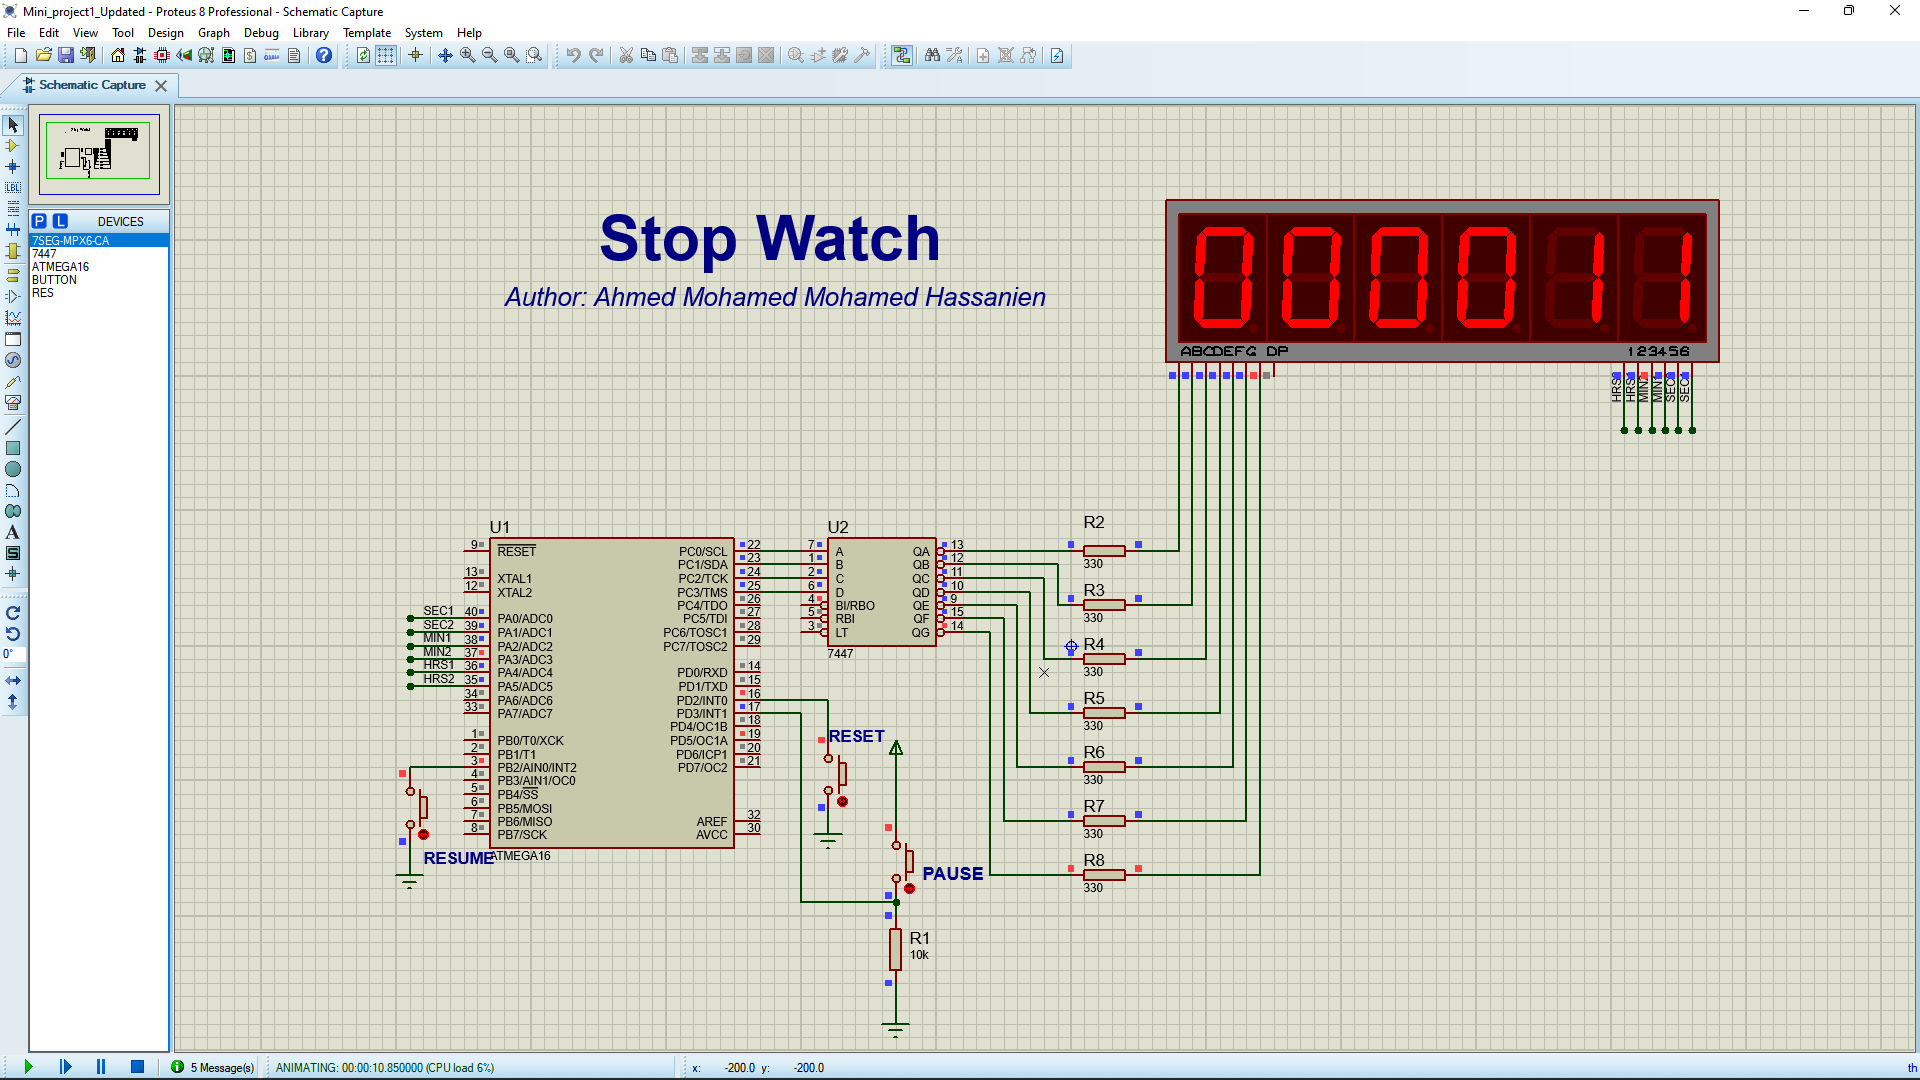 Mini_project1_Updated - Proteus 8 Professional - Schematic Capture
File Edit View Tool Design Graph Debug Library Template System Help
Schematic Capture
P L DEVICES
7SEG-MPX6-CA
7447
ATMEGA16
BUTTON
RES
LBL
A
S
0°
Stop Watch
Author: Ahmed Mohamed Mohamed Hassanien
000011
ABCDEFG DP
123456
MIN2
MIN1
U1
9 RESET
13 XTAL1
12 XTAL2
SEC1 40 PA0/ADC0
SEC2 39 PA1/ADC1
MIN1 38 PA2/ADC2
MIN2 37 PA3/ADC3
HRS1 36 PA4/ADC4
HRS2 35 PA5/ADC5
34 PA6/ADC6
33 PA7/ADC7
1 PB0/T0/XCK
2 PB1/T1
3 PB2/AIN0/INT2
4 PB3/AIN1/OC0
5 PB4/SS
6 PB5/MOSI
7 PB6/MISO
8 PB7/SCK
PC0/SCL 22
PC1/SDA 23
PC2/TCK 24
PC3/TMS 25
PC4/TDO 26
PC5/TDI 27
PC6/TOSC1 28
PC7/TOSC2 29
PD0/RXD 14
PD1/TXD 15
PD2/INT0 16
PD3/INT1 17
PD4/OC1B 18
PD5/OC1A 19
PD6/ICP1 20
PD7/OC2 21
AREF 32
AVCC 30
ATMEGA16
RESUME
U2
7 A QA 13
1 B QB 12
2 C QC 11
6 D QD 10
4 BI/RBO QE 9
5 RBI QF 15
3 LT QG 14
7447
RESET
PAUSE
R1
10k
R2
330
R3
330
R4
330
R5
330
R6
330
R7
330
R8
330
5 Message(s)
ANIMATING: 00:00:10.850000 (CPU load 6%)
x: -200.0 y: -200.0
th